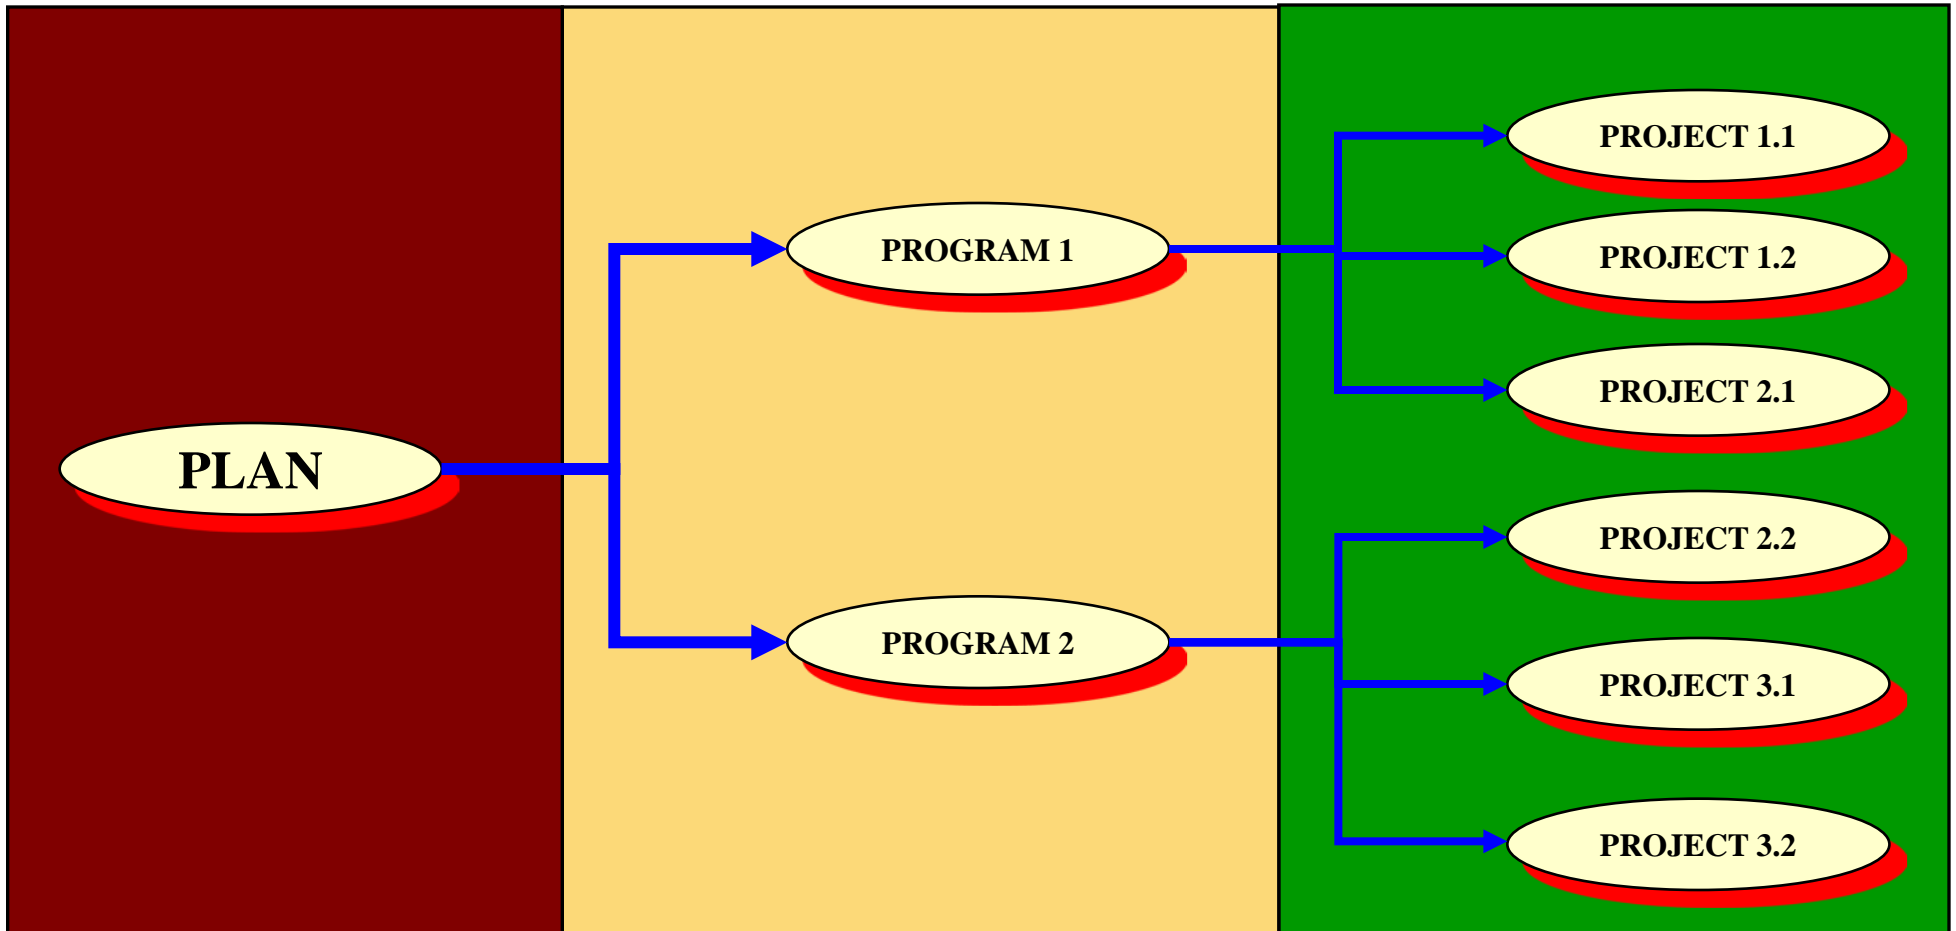 PLAN
PROGRAM 1
PROGRAM 2
PROJECT 1.1
PROJECT 1.2
PROJECT 2.1
PROJECT 2.2
PROJECT 3.1
PROJECT 3.2